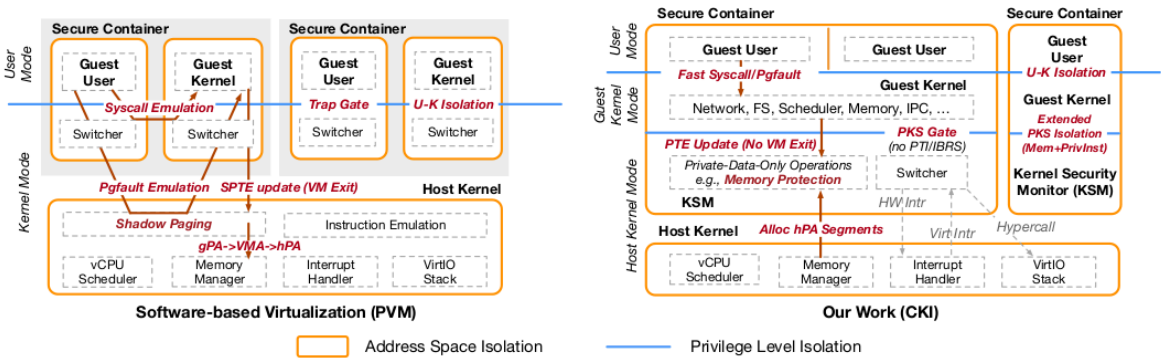 Secure Container
Secure Container
User
Mode
Guest
User
Guest
Kernel
Guest
User
Guest
Kernel
Syscall Emulation
Trap Gate
U-K Isolation
Switcher
Switcher
Switcher
Switcher
Kernel Mode
Pgfault Emulation
SPTE update (VM Exit)
Host Kernel
Shadow Paging
Instruction Emulation
gPA->VMA->hPA
vCPU
Scheduler
Memory
Manager
Interrupt
Handler
VirtIO
Stack
Software-based Virtualization (PVM)
Secure Container
Secure Container
User
Mode
Guest User
Guest User
Guest
User
Fast Syscall/Pgfault
U-K Isolation
Guest
Kernel
Mode
Guest Kernel
Network, FS, Scheduler, Memory, IPC, ...
Guest Kernel
Extended
PKS Isolation
(Mem+PrivInst)
PTE Update (No VM Exit)
PKS Gate
(no PTI/IBRS)
Host Kernel Mode
Private-Data-Only Operations
e.g., Memory Protection
Switcher
Kernel Security
Monitor (KSM)
KSM
HW Intr
Virt Intr
Hypercall
Host Kernel
Alloc hPA Segments
vCPU
Scheduler
Memory
Manager
Interrupt
Handler
VirtIO
Stack
Our Work (CKI)
Address Space Isolation
Privilege Level Isolation